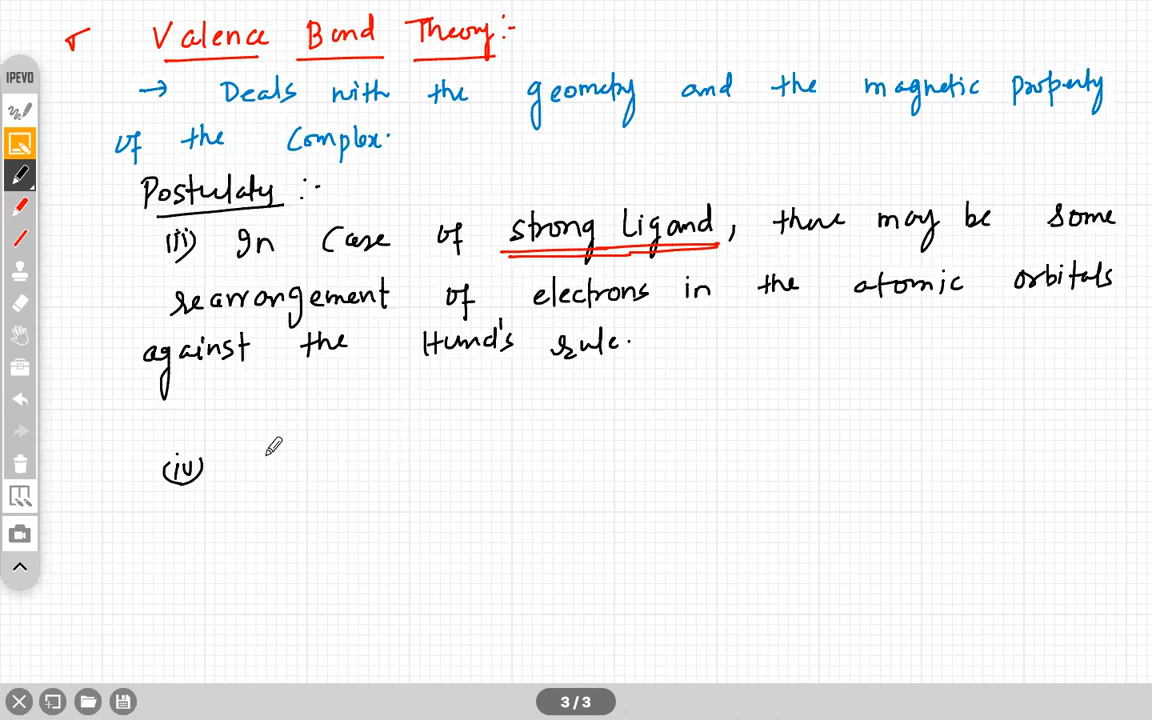 IPEVO
Valence Bond Theory:-
→ Deals with the geometry and the magnetic property
of the Complex.
Postulaty :-
(iii) In Case of strong Ligand, there may be some
rearrangement of electrons in the atomic orbitals
against the Hund's rule.
(iv)
3/3